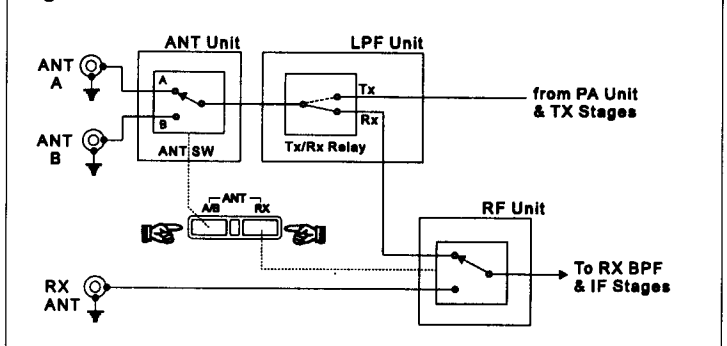 ANT Unit
LPF Unit
ANT
A
A
Tx
from PA Unit
& TX Stages
B
Rx
ANT
B
ANT SW
Tx/Rx Relay
ANT
A/B
RX
RF Unit
To RX BPF
& IF Stages
RX
ANT